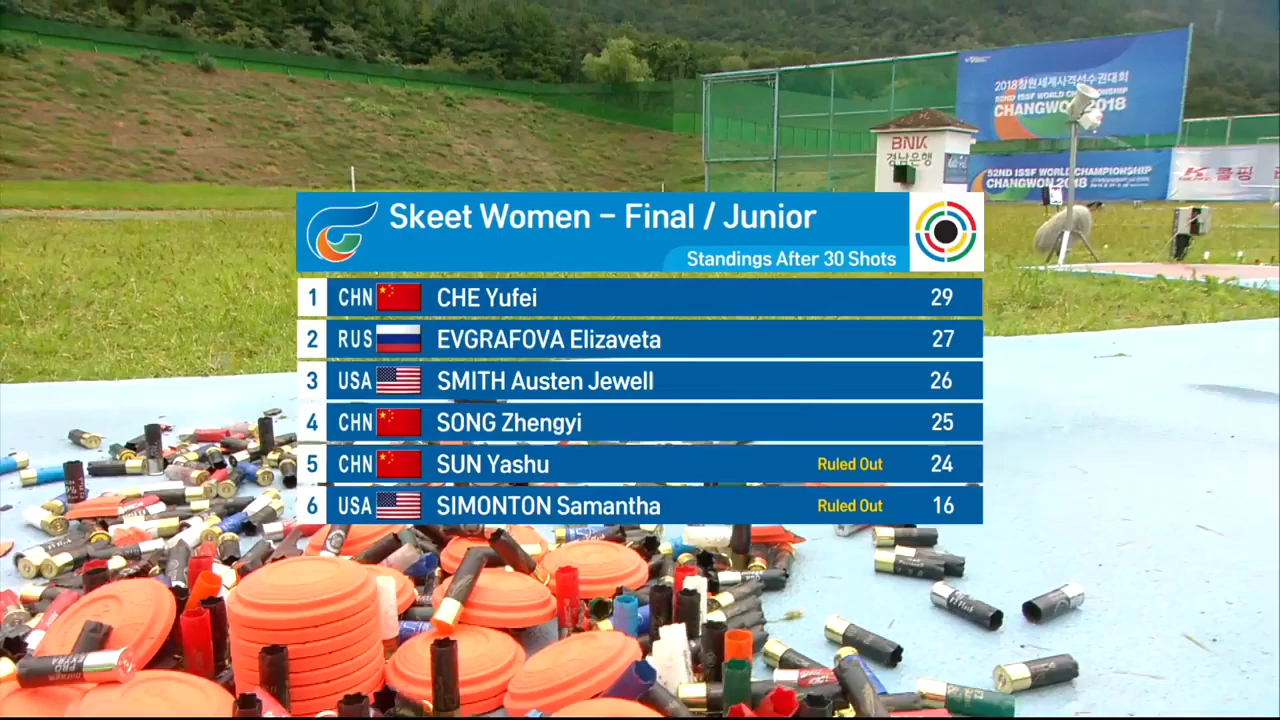 2018창원세계사격선수권대회
52ND ISSF WORLD CHAMPIONSHIP
CHANGWON 2018
BNK
경남은행
52ND ISSF WORLD CHAMPIONSHIP
CHANGWON 2018
Skeet Women – Final / Junior
Standings After 30 Shots
1 CHN CHE Yufei 29
2 RUS EVGRAFOVA Elizaveta 27
3 USA SMITH Austen Jewell 26
4 CHN SONG Zhengyi 25
5 CHN SUN Yashu Ruled Out 24
6 USA SIMONTON Samantha Ruled Out 16
PRO
EXTRA